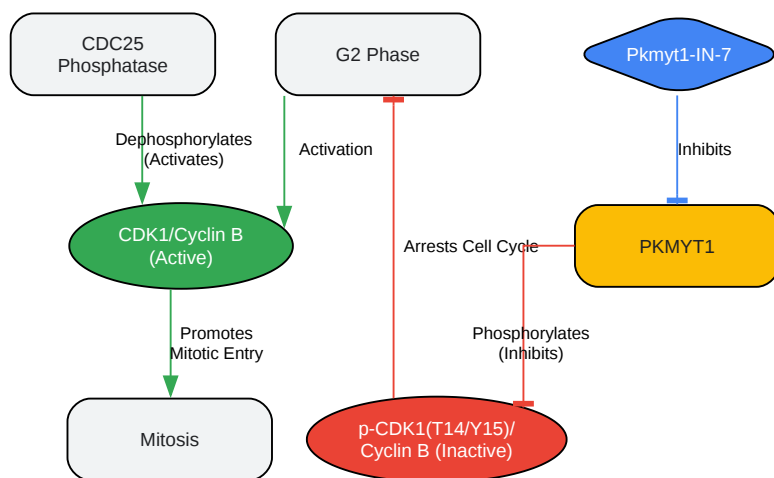 CDC25
Phosphatase
G2 Phase
Pkmyt1-IN-7
Dephosphorylates
(Activates)
Activation
Inhibits
CDK1/Cyclin B
(Active)
Arrests Cell Cycle
PKMYT1
Promotes
Mitotic Entry
Phosphorylates
(Inhibits)
Mitosis
p-CDK1(T14/Y15)/
Cyclin B (Inactive)